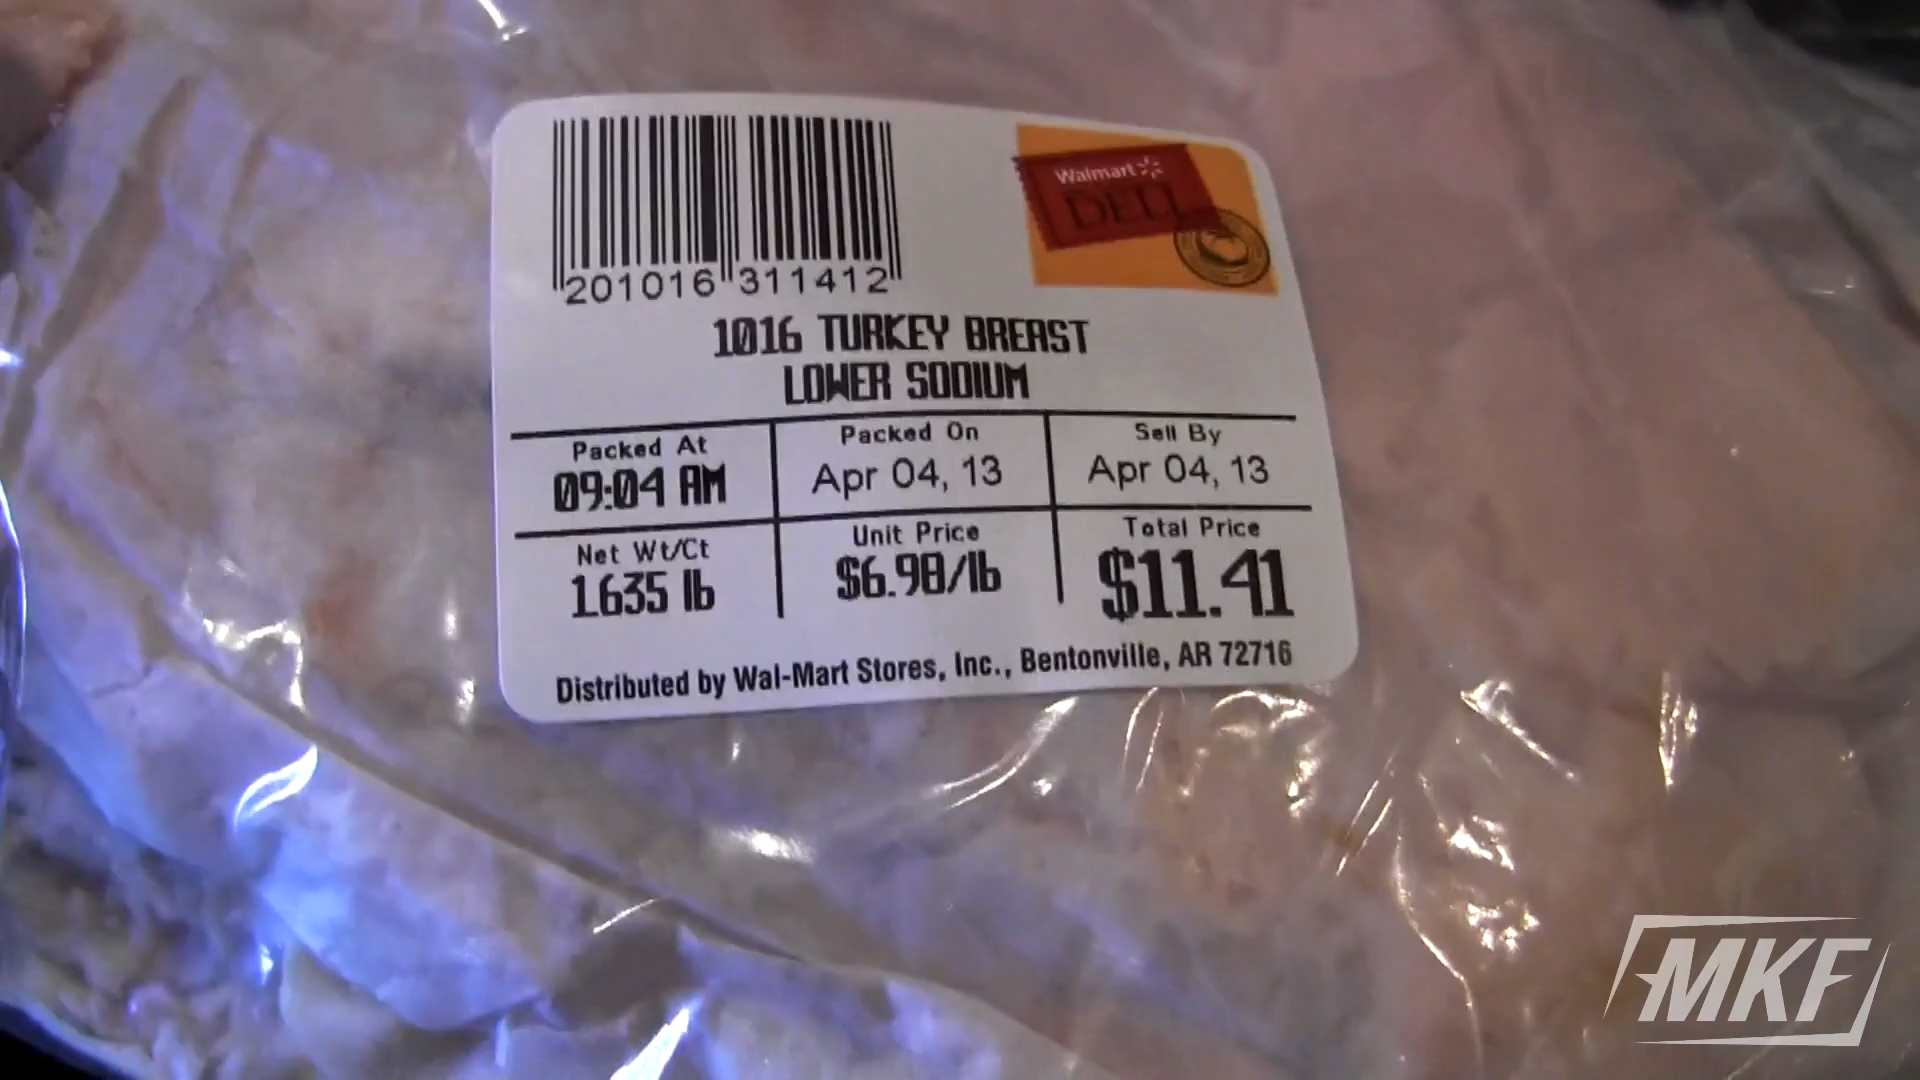 201016 311412
Walmart
DELI
1016 TURKEY BREAST
LOWER SODIUM
Packed At
09:04 AM
Packed On
Apr 04, 13
Sell By
Apr 04, 13
Net Wt/Ct
1.635 lb
Unit Price
$6.98/lb
Total Price
$11.41
Distributed by Wal-Mart Stores, Inc., Bentonville, AR 72716
MKF